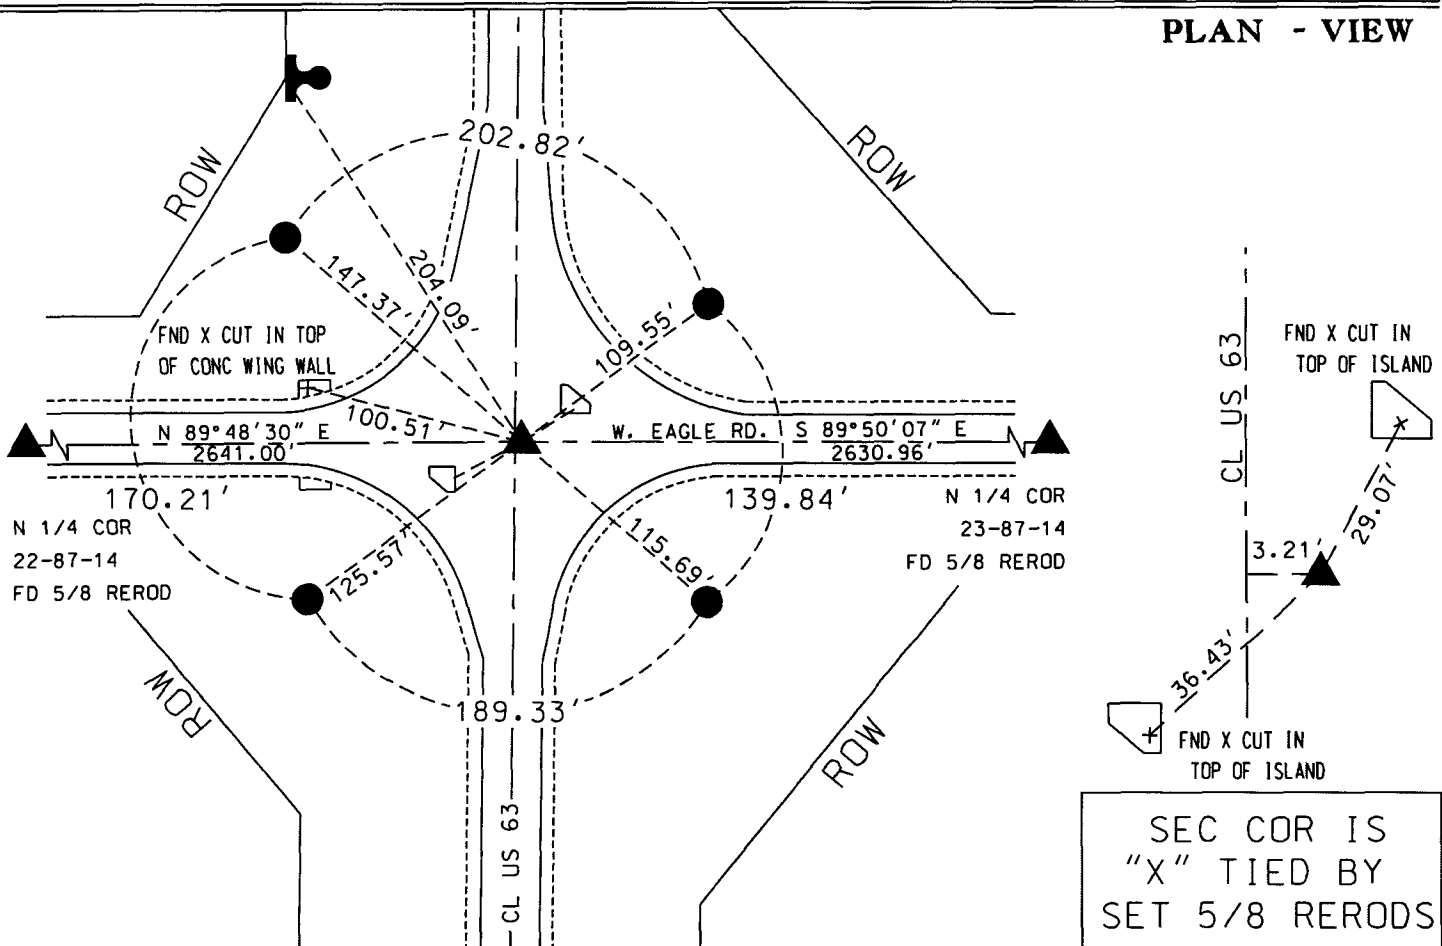 PLAN - VIEW
202.82'
ROW
ROW
147.37'
204.09'
109.55'
FND X CUT IN TOP
OF CONC WING WALL
100.51'
N 89°48'30" E
2641.00'
W. EAGLE RD.
S 89°50'07" E
2630.96'
170.21'
139.84'
N 1/4 COR
22-87-14
FD 5/8 REROD
N 1/4 COR
23-87-14
FD 5/8 REROD
125.57'
115.69'
189.33'
ROW
ROW
CL US 63
CL US 63
FND X CUT IN
TOP OF ISLAND
29.07'
3.21'
36.43'
FND X CUT IN
TOP OF ISLAND
SEC COR IS
"X" TIED BY
SET 5/8 RERODS